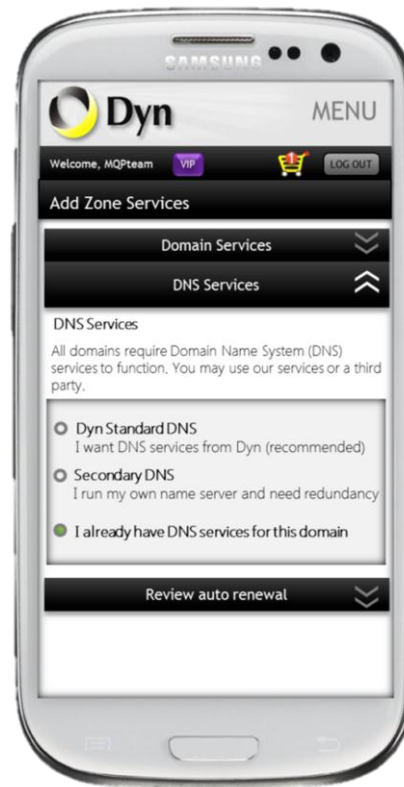 SAMSUNG
Dyn
MENU
Welcome, MQPteam
VIP
1
LOG OUT
Add Zone Services
Domain Services
DNS Services
DNS Services
All domains require Domain Name System (DNS)
services to function. You may use our services or a third
party.
Dyn Standard DNS
I want DNS services from Dyn (recommended)
Secondary DNS
I run my own name server and need redundancy
I already have DNS services for this domain
Review auto renewal